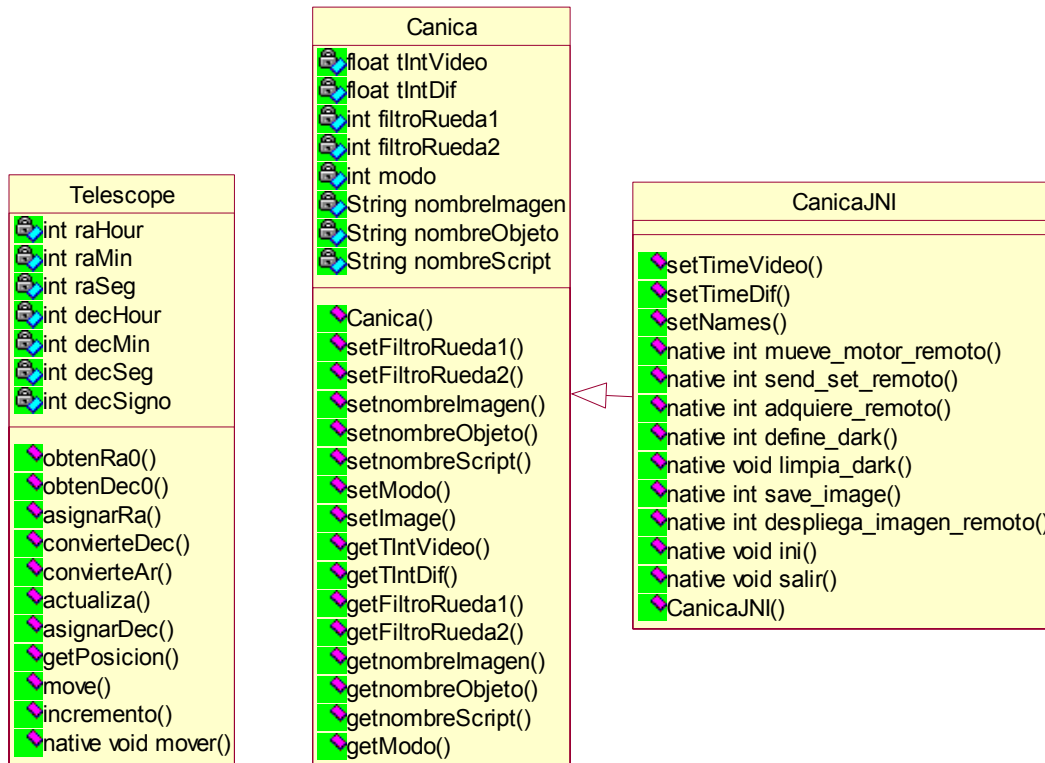 Telescope
int raHour
int raMin
int raSeg
int decHour
int decMin
int decSeg
int decSigno
obtenRa0()
obtenDec0()
asignarRa()
convierteDec()
convierteAr()
actualiza()
asignarDec()
getPosicion()
move()
incremento()
native void mover()
Canica
float tIntVideo
float tIntDif
int filtroRueda1
int filtroRueda2
int modo
String nombreImagen
String nombreObjeto
String nombreScript
Canica()
setFiltroRueda1()
setFiltroRueda2()
setnombreImagen()
setnombreObjeto()
setnombreScript()
setModo()
setImage()
getTIntVideo()
getTIntDif()
getFiltroRueda1()
getFiltroRueda2()
getnombreImagen()
getnombreObjeto()
getnombreScript()
getModo()
CanicaJNI
setTimeVideo()
setTimeDif()
setNames()
native int mueve_motor_remoto()
native int send_set_remoto()
native int adquiere_remoto()
native int define_dark()
native void limpia_dark()
native int save_image()
native int despliega_imagen_remoto()
native void ini()
native void salir()
CanicaJNI()